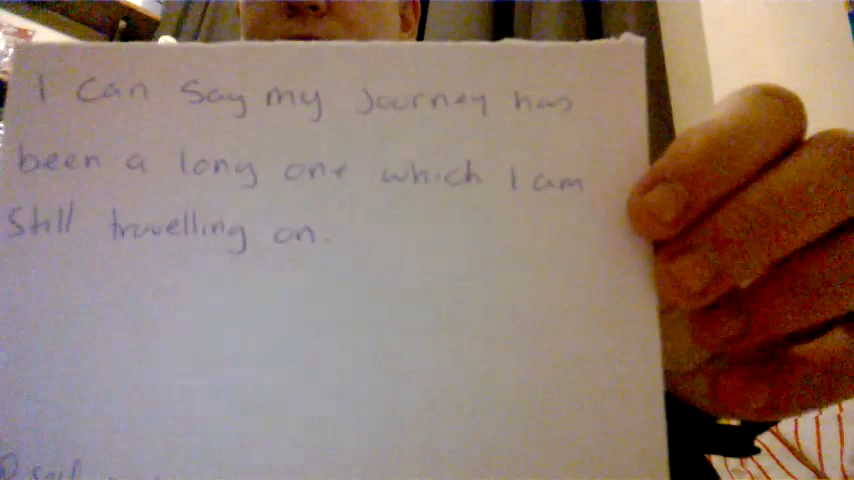 I can say my Journey has
been a long one which I am
Still travelling on.